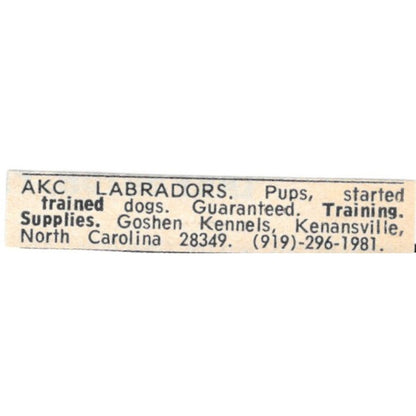 AKC LABRADORS. Pups, started
trained dogs. Guaranteed. Training.
Supplies. Goshen Kennels, Kenansville,
North Carolina 28349. (919)-296-1981.